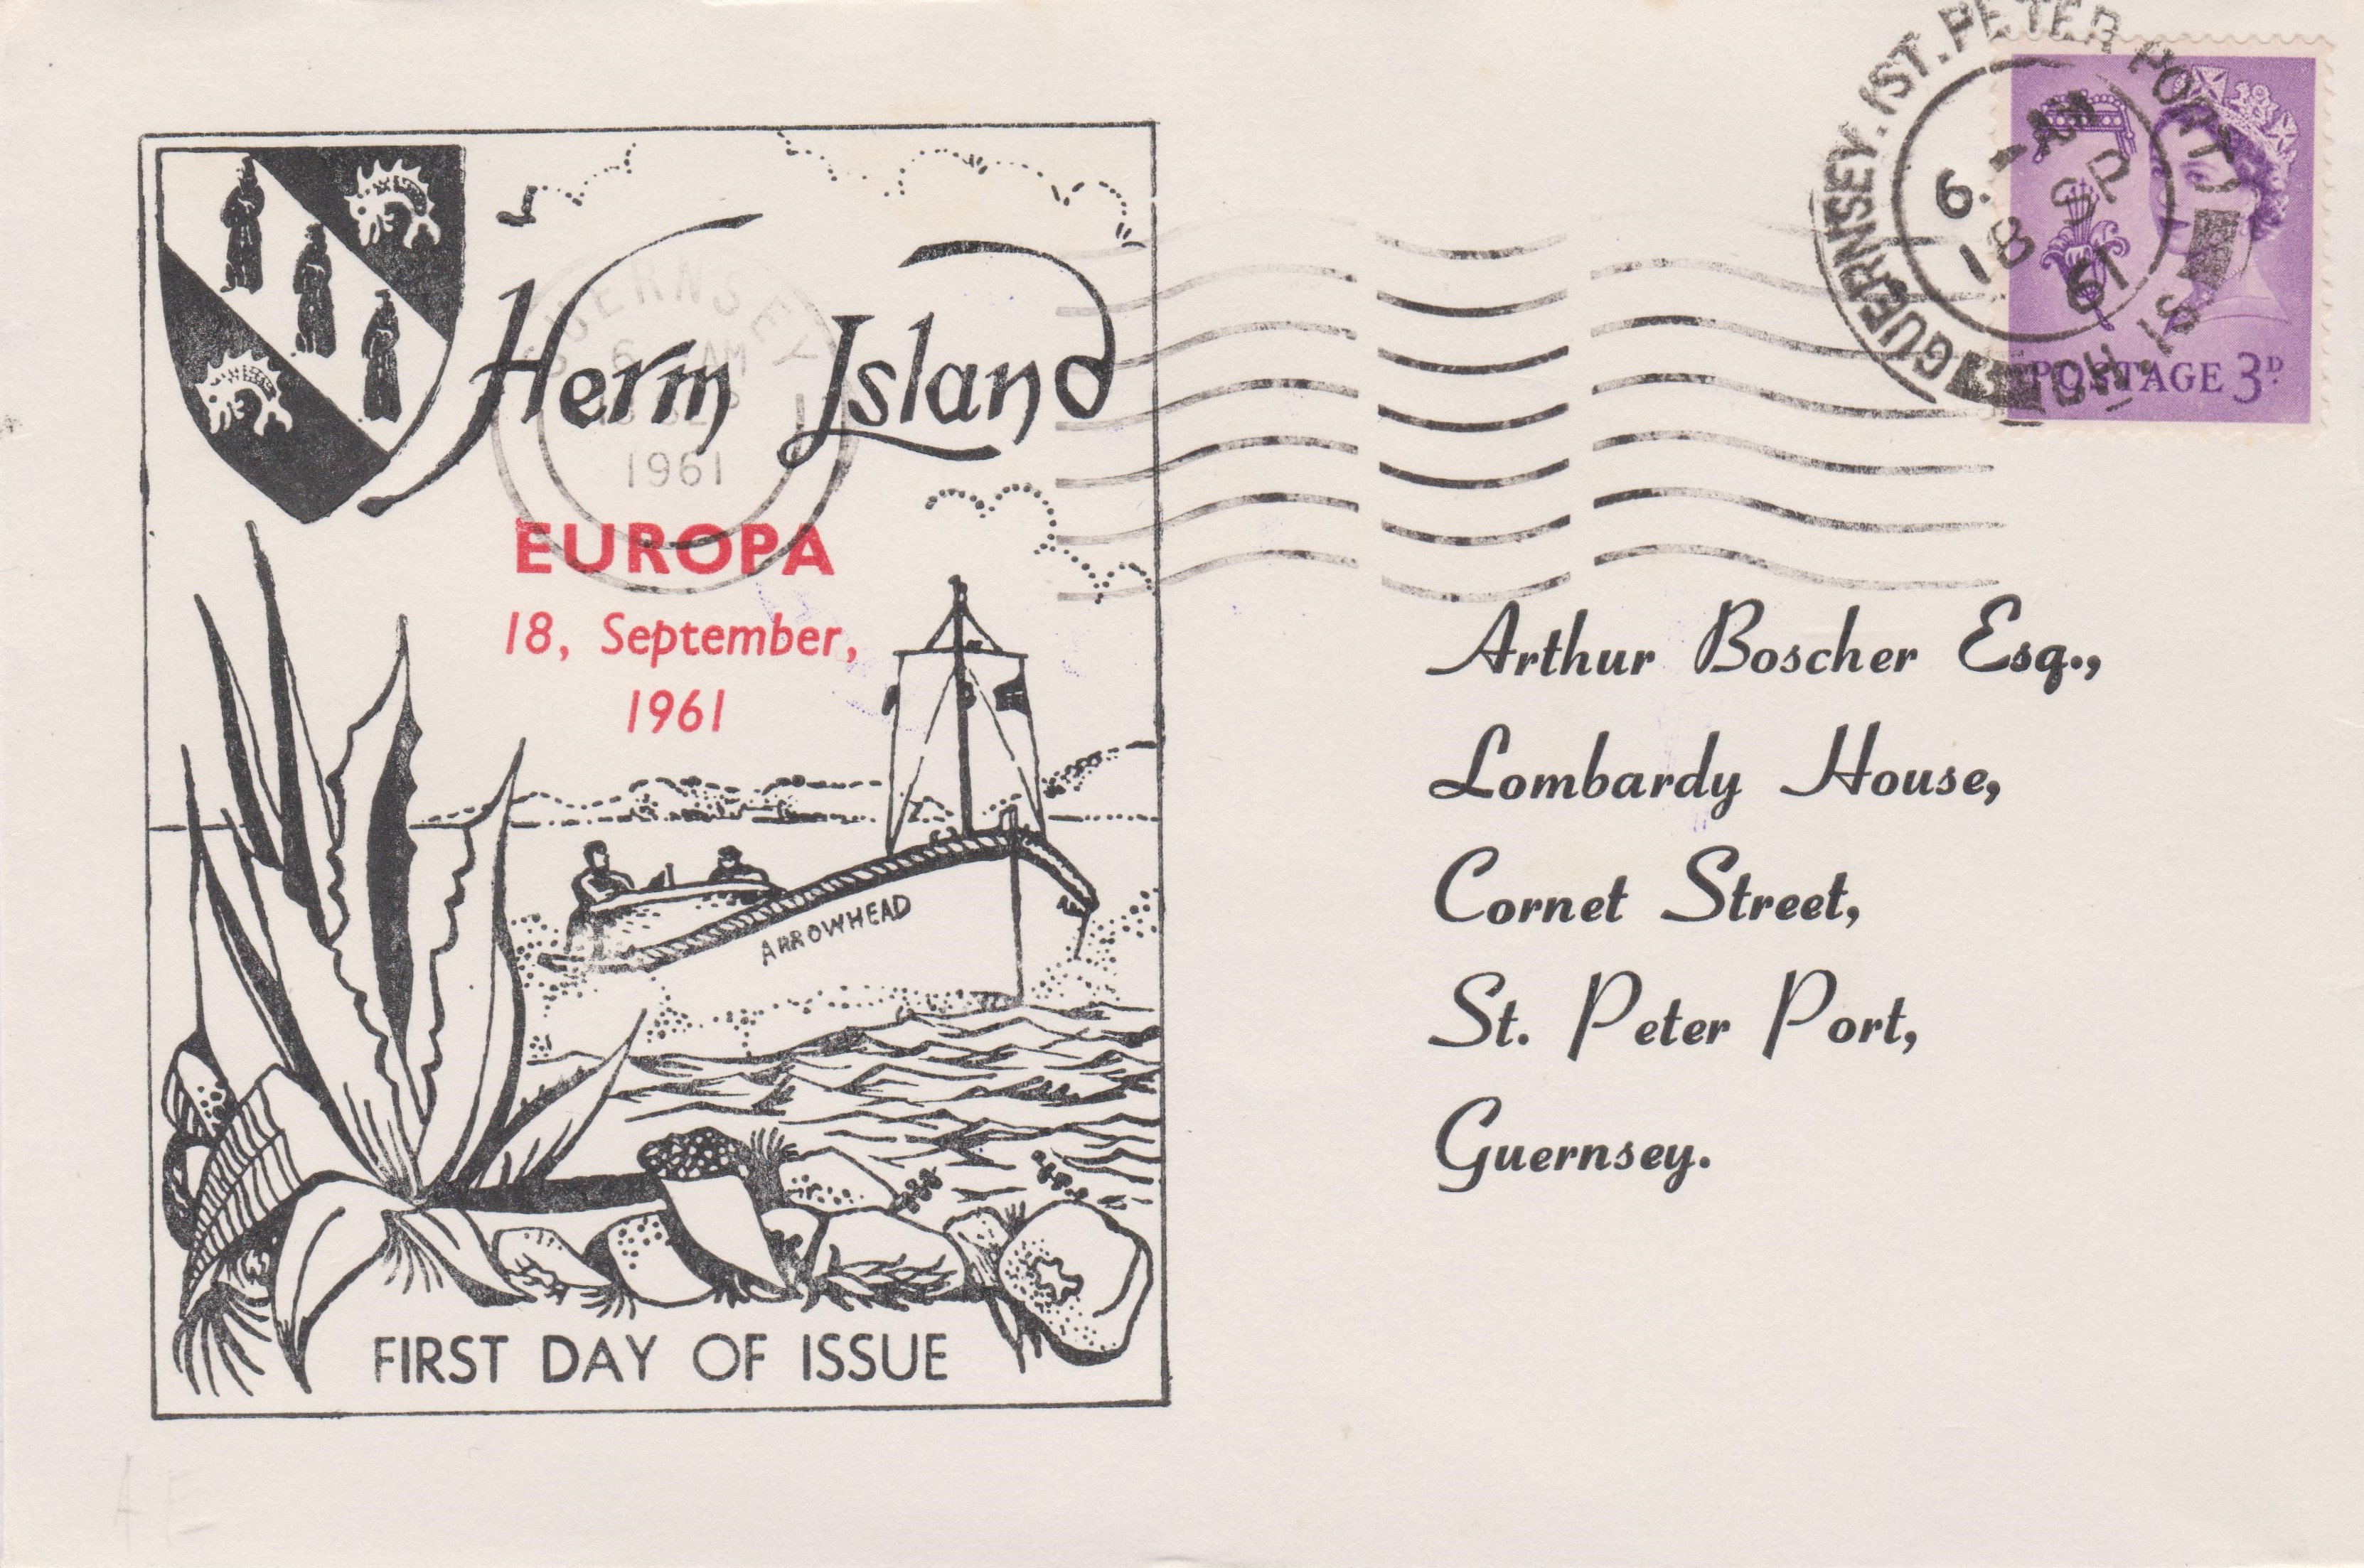 Herm Island
GUERNSEY
6 AM
1961
EUROPA
18, September,
1961
ARROWHEAD
FIRST DAY OF ISSUE
GUERNSEY. (ST. PETER PORT)
6. - AM
18 SP
61
POSTAGE 3D.
Arthur Boscher Esq.,
Lombardy House,
Cornet Street,
St. Peter Port,
Guernsey.